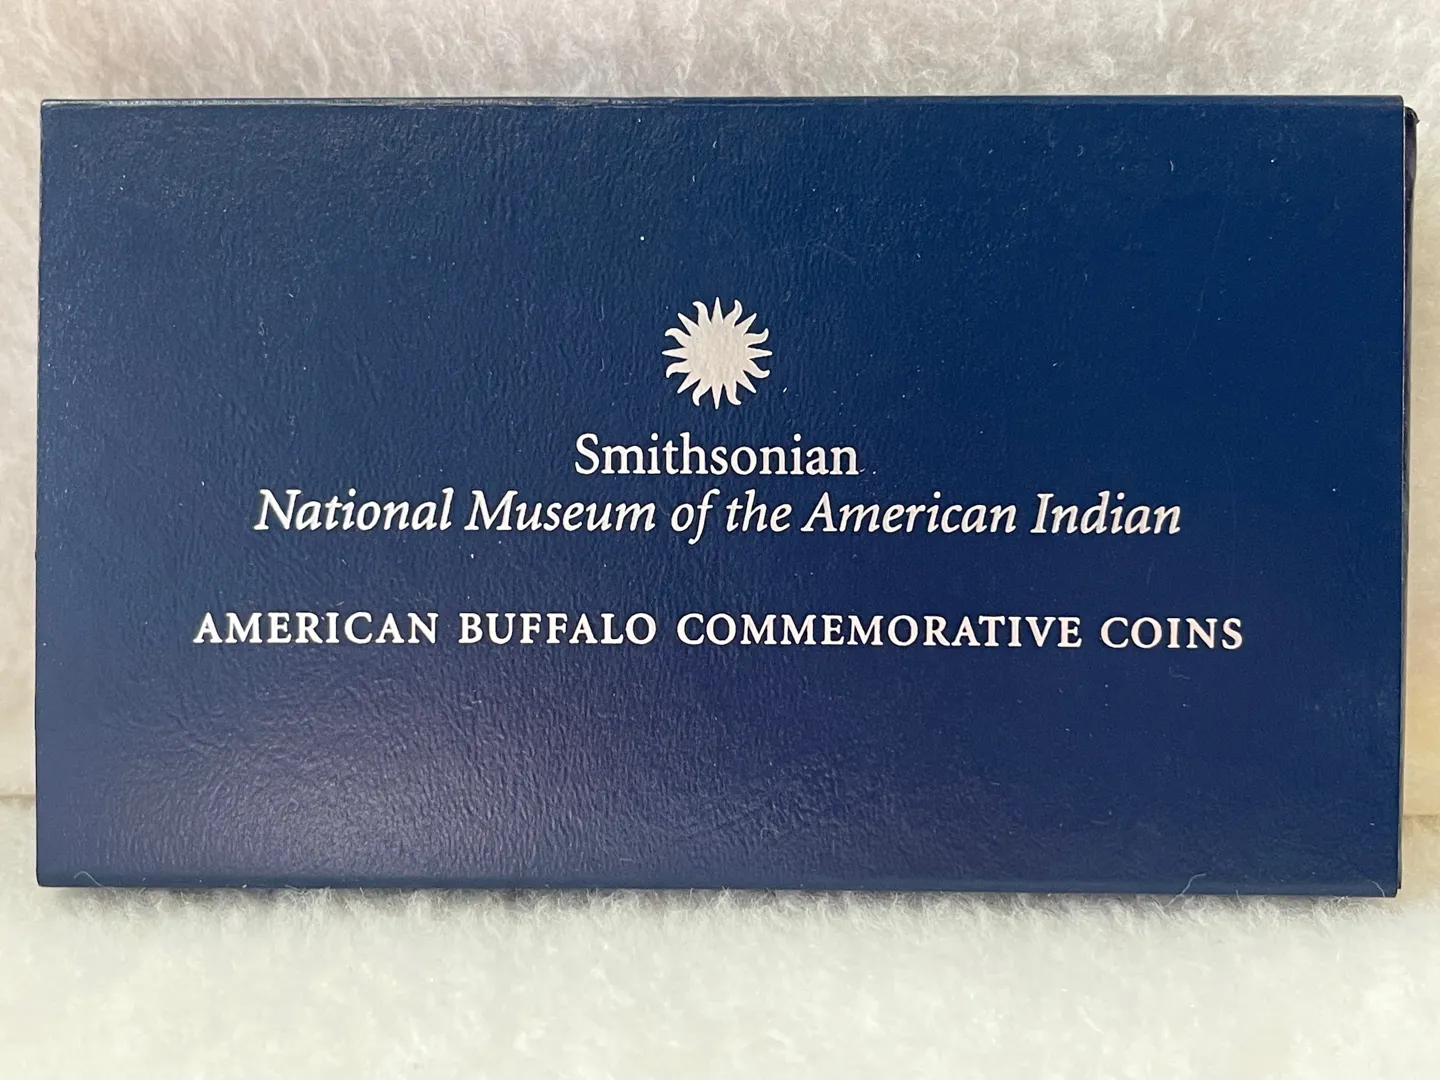 Smithsonian
National Museum of the American Indian
AMERICAN BUFFALO COMMEMORATIVE COINS